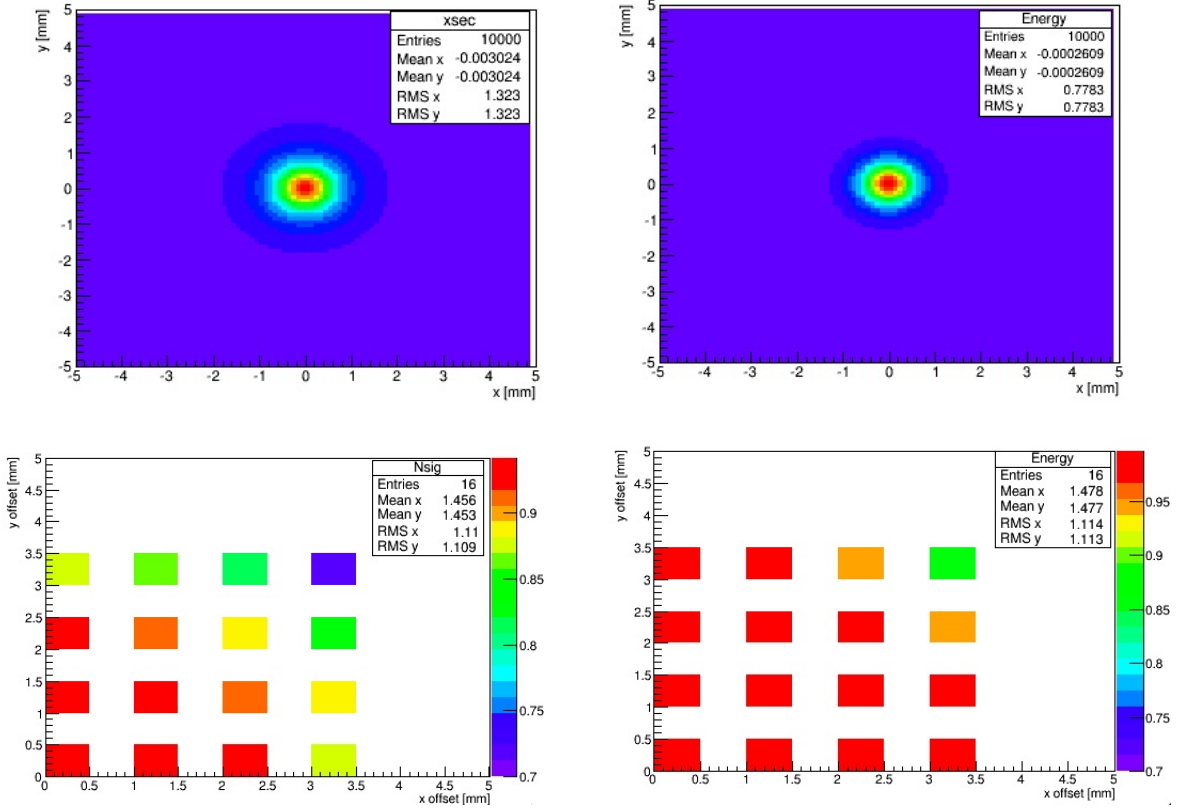 xsec
Entries 10000
Mean x -0.003024
Mean y -0.003024
RMS x 1.323
RMS y 1.323
y [mm]
5
4
3
2
1
0
-1
-2
-3
-4
-5
-5 -4 -3 -2 -1 0 1 2 3 4 5
x [mm]
Energy
Entries 10000
Mean x -0.0002609
Mean y -0.0002609
RMS x 0.7783
RMS y 0.7783
y [mm]
5
4
3
2
1
0
-1
-2
-3
-4
-5
-5 -4 -3 -2 -1 0 1 2 3 4 5
x [mm]
Nsig
Entries 16
Mean x 1.456
Mean y 1.453
RMS x 1.11
RMS y 1.109
y offset [mm]
5
4.5
4
3.5
3
2.5
2
1.5
1
0.5
0
0 0.5 1 1.5 2 2.5 3 3.5 4 4.5 5
x offset [mm]
0.9
0.85
0.8
0.75
0.7
Energy
Entries 16
Mean x 1.478
Mean y 1.477
RMS x 1.114
RMS y 1.113
y offset [mm]
5
4.5
4
3.5
3
2.5
2
1.5
1
0.5
0
0 0.5 1 1.5 2 2.5 3 3.5 4 4.5 5
x offset [mm]
0.95
0.9
0.85
0.8
0.75
0.7